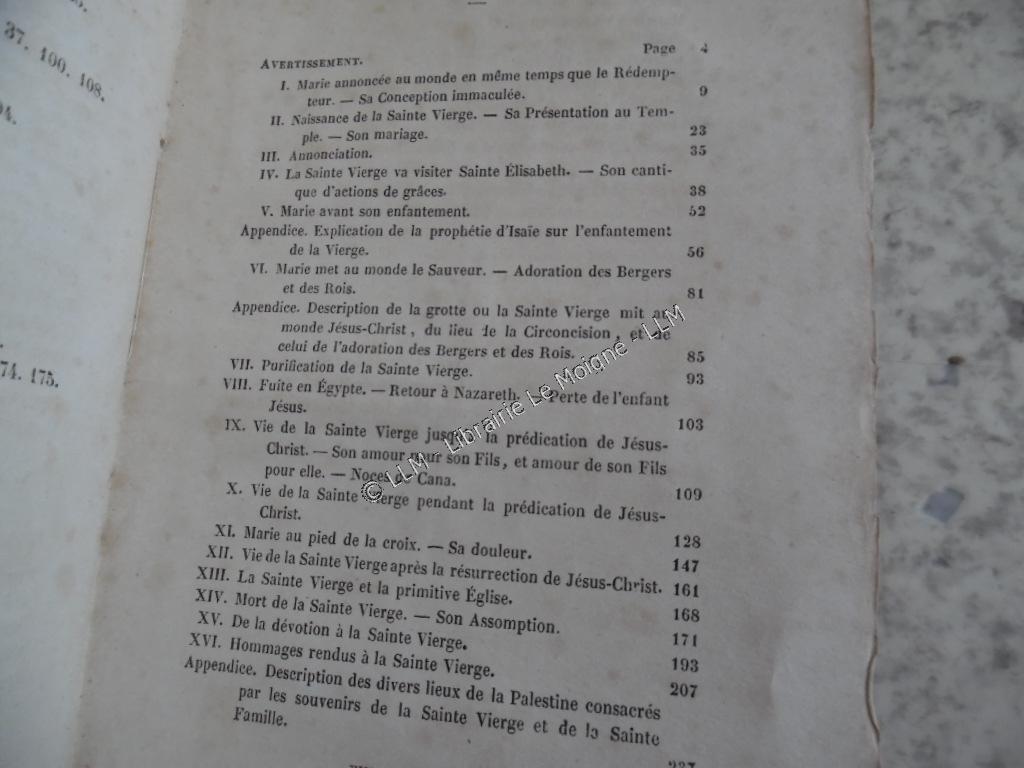 37. 100. 108.
74. 175.
Page 4
AVERTISSEMENT.
I. Marie annoncée au monde en même temps que le Rédemp-
teur. — Sa Conception immaculée. 9
II. Naissance de la Sainte Vierge. — Sa Présentation au Tem-
ple. — Son mariage. 23
III. Annonciation. 35
IV. La Sainte Vierge va visiter Sainte Élisabeth. — Son canti-
que d'actions de grâces. 38
V. Marie avant son enfantement. 52
Appendice. Explication de la prophétie d'Isaïe sur l'enfantement
de la Vierge. 56
VI. Marie met au monde le Sauveur. — Adoration des Bergers
et des Rois. 81
Appendice. Description de la grotte ou la Sainte Vierge mit au
monde Jésus-Christ, du lieu de la Circoncision, et de
celui de l'adoration des Bergers et des Rois. 85
VII. Purification de la Sainte Vierge. 93
VIII. Fuite en Égypte. — Retour à Nazareth. — Perte de l'enfant
Jésus. 103
IX. Vie de la Sainte Vierge jusqu'à la prédication de Jésus-
Christ. — Son amour pour son Fils, et amour de son Fils
pour elle. — Noces de Cana. 109
X. Vie de la Sainte Vierge pendant la prédication de Jésus-
Christ. 128
XI. Marie au pied de la croix. — Sa douleur. 147
XII. Vie de la Sainte Vierge après la résurrection de Jésus-Christ. 161
XIII. La Sainte Vierge et la primitive Église. 168
XIV. Mort de la Sainte Vierge. — Son Assomption. 171
XV. De la dévotion à la Sainte Vierge. 193
XVI. Hommages rendus à la Sainte Vierge. 207
Appendice. Description des divers lieux de la Palestine consacrés
par les souvenirs de la Sainte Vierge et de la Sainte
Famille.
© LLM - Librairie Le Moigne - LLM